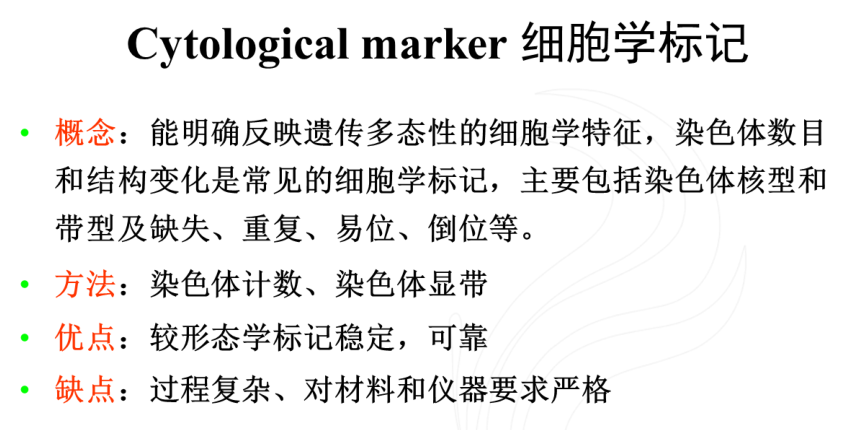 Cytological marker 细胞学标记
• 概念：能明确反映遗传多态性的细胞学特征，染色体数目
和结构变化是常见的细胞学标记，主要包括染色体核型和
带型及缺失、重复、易位、倒位等。
• 方法：染色体计数、染色体显带
• 优点：较形态学标记稳定，可靠
• 缺点：过程复杂、对材料和仪器要求严格